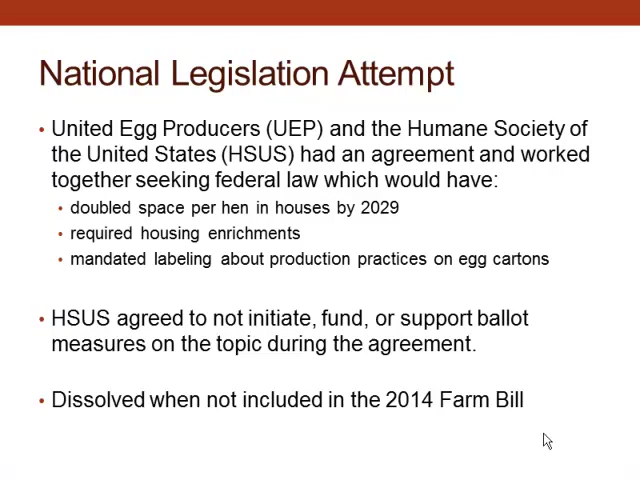 National Legislation Attempt
• United Egg Producers (UEP) and the Humane Society of
the United States (HSUS) had an agreement and worked
together seeking federal law which would have:
• doubled space per hen in houses by 2029
• required housing enrichments
• mandated labeling about production practices on egg cartons
• HSUS agreed to not initiate, fund, or support ballot
measures on the topic during the agreement.
• Dissolved when not included in the 2014 Farm Bill